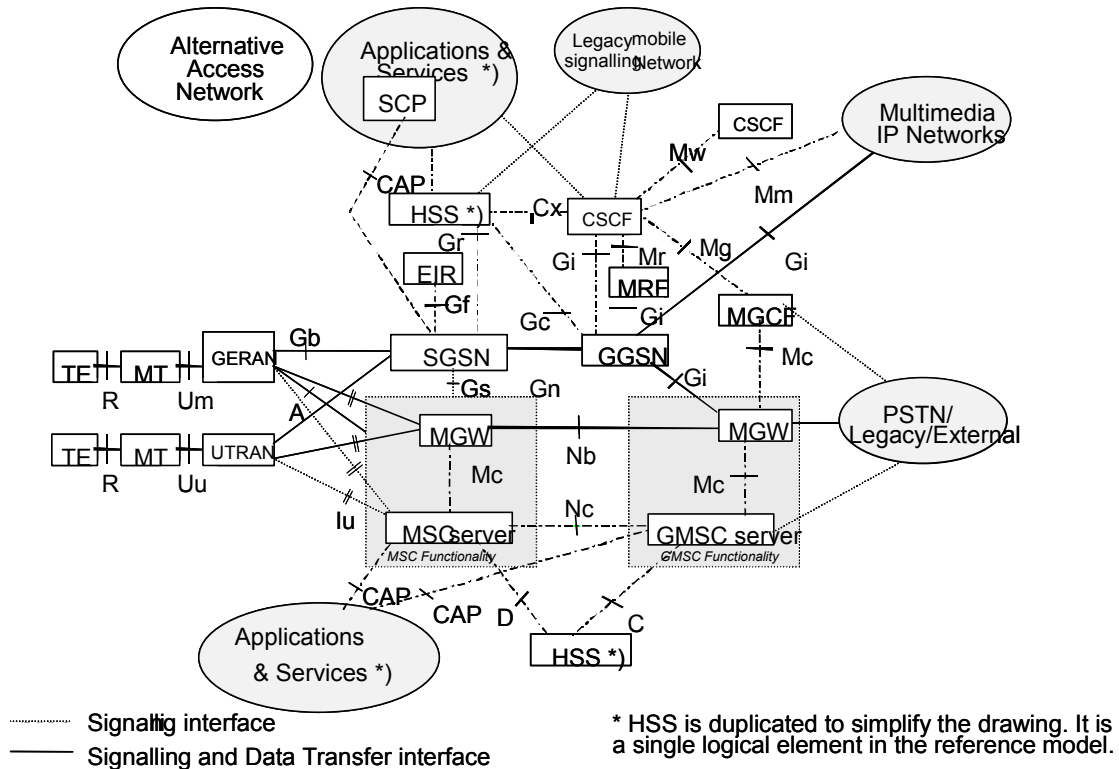 Alternative
Access
Network
Applications &
Services *)
SCP
Legacy mobile
signalling Network
Multimedia
IP Networks
CSCF
Mw
CAP
HSS *)
Cx
CSCF
Mm
Gr
EIR
Gi
Mr
Mg
Gi
MRF
Gf
Gc
Gi
MGCF
Gb
TE
MT
GERAN
SGSN
GGSN
Mc
R
Um
A
Gs
Gn
Gi
MGW
MGW
PSTN/
Legacy/External
TE
MT
UTRAN
Nb
R
Uu
Mc
Mc
Iu
Nc
MSC server
GMSC server
MSC Functionality
GMSC Functionality
CAP
CAP
D
C
Applications
& Services *)
HSS *)
Signalling interface
Signalling and Data Transfer interface
* HSS is duplicated to simplify the drawing. It is
a single logical element in the reference model.